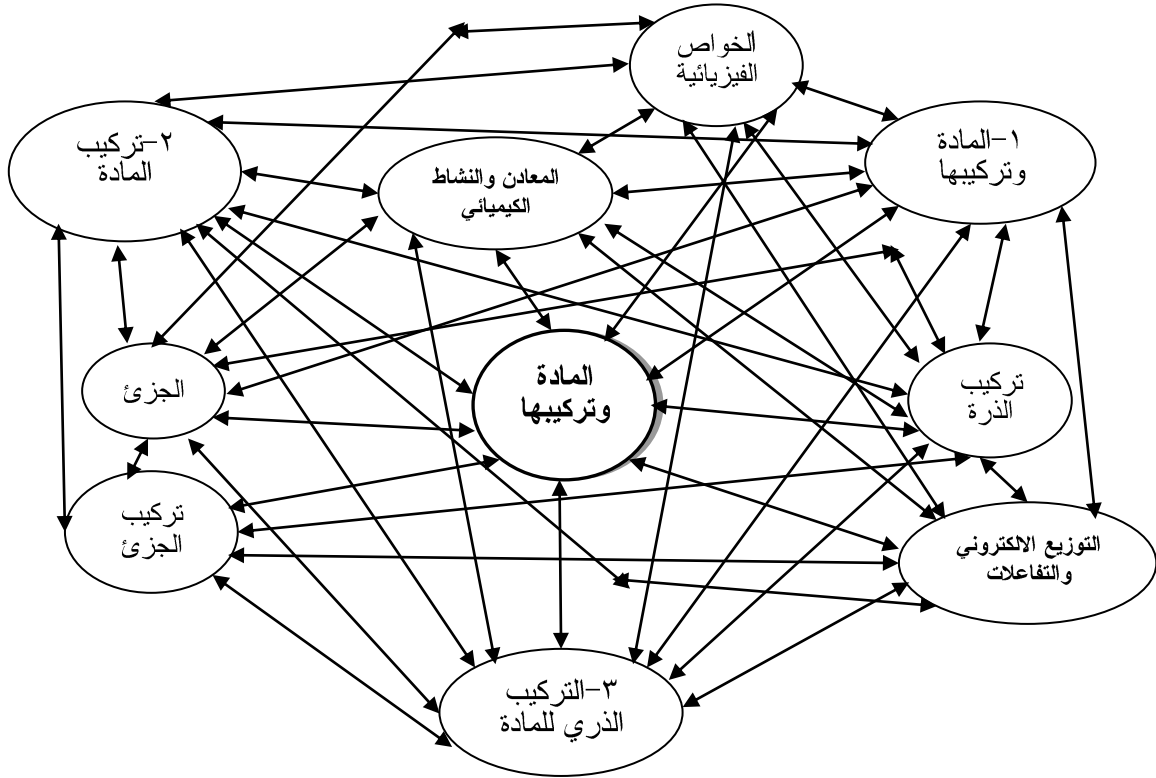 الخواص
الفيزيائية
١-المادة
وتركيبها
٢-تركيب
المادة
المعادن والنشاط
الكيميائي
المادة
وتركيبها
الجزئ
تركيب
الذرة
تركيب
الجزئ
التوزيع الالكتروني
والتفاعلات
٣-التركيب
الذري للمادة